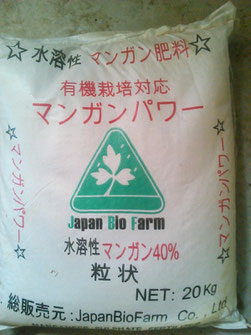 ☆水溶性 マンガン肥料☆
有機栽培対応
マンガンパワー
☆マンガンパワー☆
☆マンガンパワー☆
Japan Bio Farm
水溶性マンガン40%
粒状
NET: 20Kg
総販売元:JapanBioFarm Co., Ltd